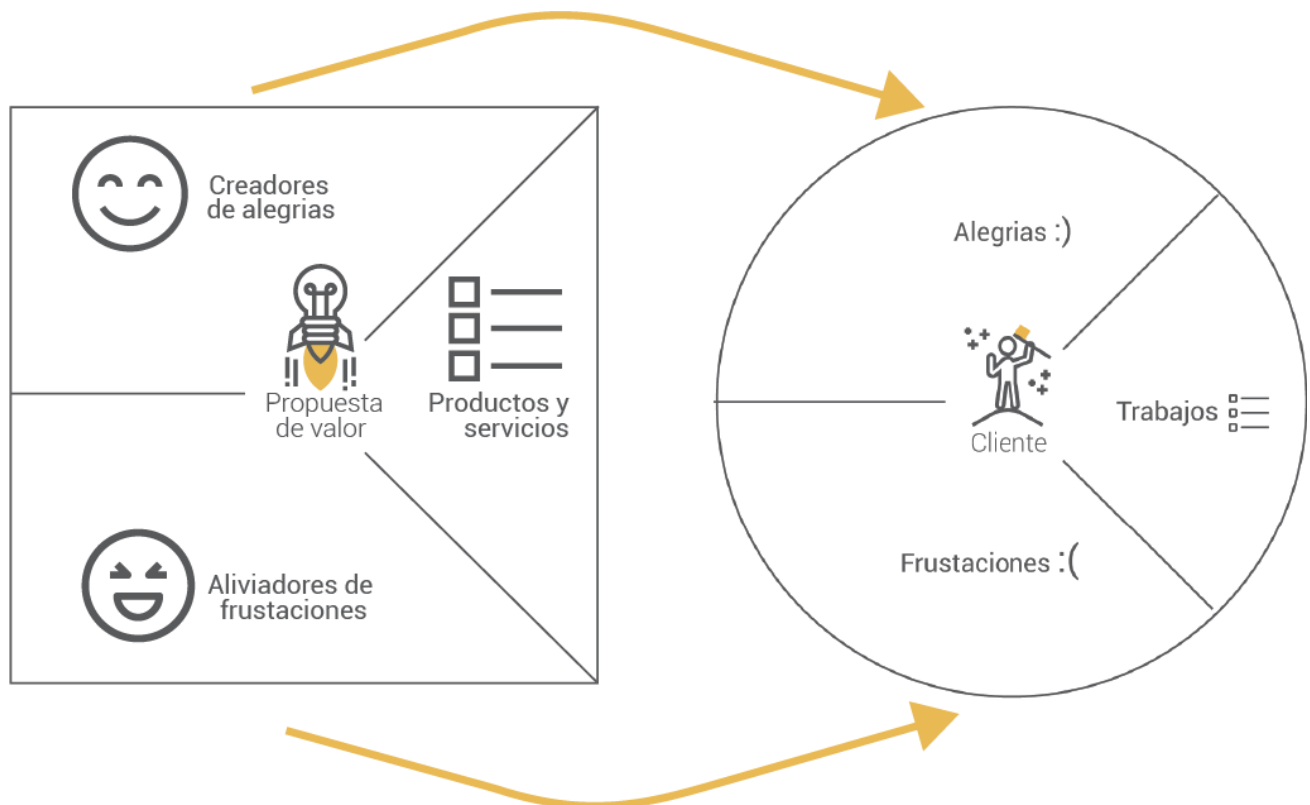 Creadores
de alegrias
Propuesta
de valor
Productos y
servicios
Aliviadores de
frustaciones
Alegrias :)
Cliente
Trabajos
Frustaciones :(